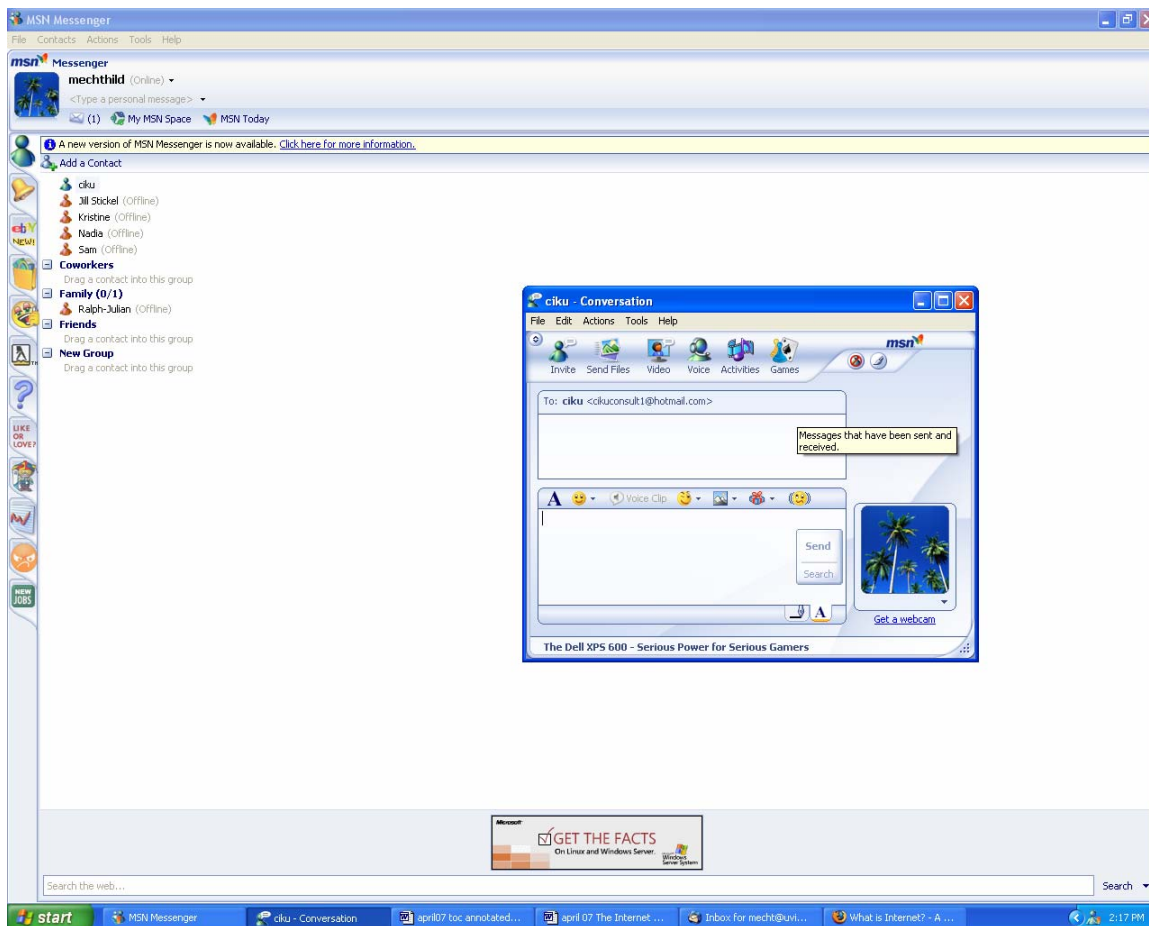 MSN Messenger
File Contacts Actions Tools Help
msn Messenger
mechthild (Online)
<Type a personal message>
(1) My MSN Space MSN Today
A new version of MSN Messenger is now available. Click here for more information.
Add a Contact
ciku
Jill Stickel (Offline)
Kristine (Offline)
Nadia (Offline)
Sam (Offline)
Coworkers
Drag a contact into this group
Family (0/1)
Ralph-Julian (Offline)
Friends
Drag a contact into this group
New Group
Drag a contact into this group
eb Y
NEW!
LIKE
OR
LOVE?
NEW
JOBS
ciku - Conversation
File Edit Actions Tools Help
msn
Invite Send Files Video Voice Activities Games
To: ciku <cikuconsult1@hotmail.com>
Messages that have been sent and
received.
A Voice Clip
Send
Search
A
Get a webcam
The Dell XPS 600 - Serious Power for Serious Gamers
Microsoft
GET THE FACTS
On Linux and Windows Server.
Windows
Server System
Search the web...
Search
start MSN Messenger ciku - Conversation april07 toc annotated... april 07 The Internet ... Inbox for mecht@uvi... What is Internet? - A ... 2:17 PM